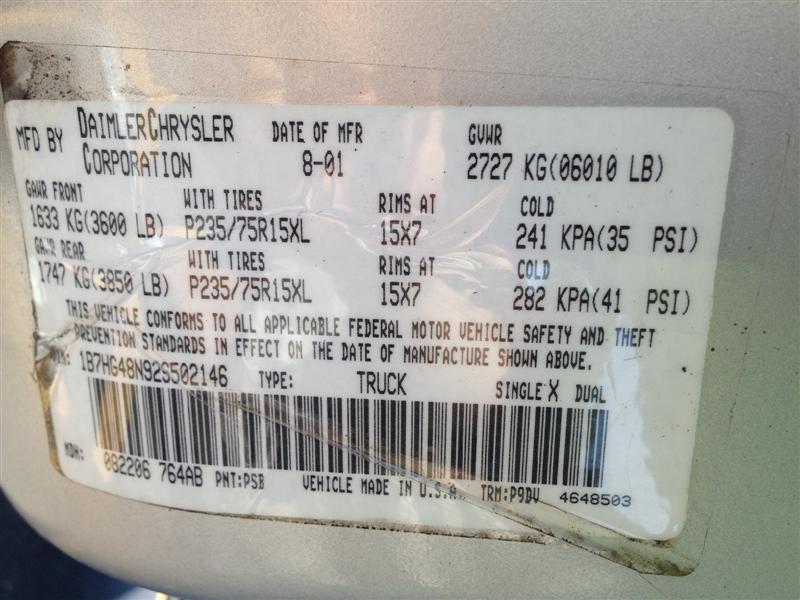 MFD BY DAIMLERCHRYSLER CORPORATION DATE OF MFR 8-01 GVWR 2727 KG(06010 LB)
GAWR FRONT WITH TIRES RIMS AT COLD
1633 KG(3600 LB) P235/75R15XL 15X7 241 KPA(35 PSI)
GAWR REAR WITH TIRES RIMS AT COLD
1747 KG(3850 LB) P235/75R15XL 15X7 282 KPA(41 PSI)
THIS VEHICLE CONFORMS TO ALL APPLICABLE FEDERAL MOTOR VEHICLE SAFETY AND THEFT
PREVENTION STANDARDS IN EFFECT ON THE DATE OF MANUFACTURE SHOWN ABOVE.
VIN: 1B7HG48N92S502146 TYPE: TRUCK SINGLE X DUAL
MDH: 082206 764AB PNT:PSB VEHICLE MADE IN U.S.A. TRM:P9DV 4648503